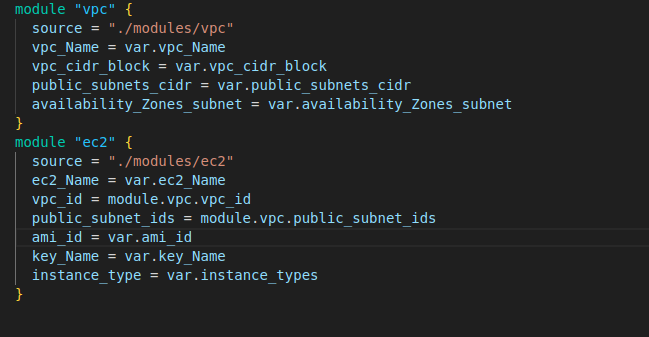 module "vpc" {
source = "./modules/vpc"
vpc_Name = var.vpc_Name
vpc_cidr_block = var.vpc_cidr_block
public_subnets_cidr = var.public_subnets_cidr
availability_Zones_subnet = var.availability_Zones_subnet
}
module "ec2" {
source = "./modules/ec2"
ec2_Name = var.ec2_Name
vpc_id = module.vpc.vpc_id
public_subnet_ids = module.vpc.public_subnet_ids
ami_id = var.ami_id
key_Name = var.key_Name
instance_type = var.instance_types
}